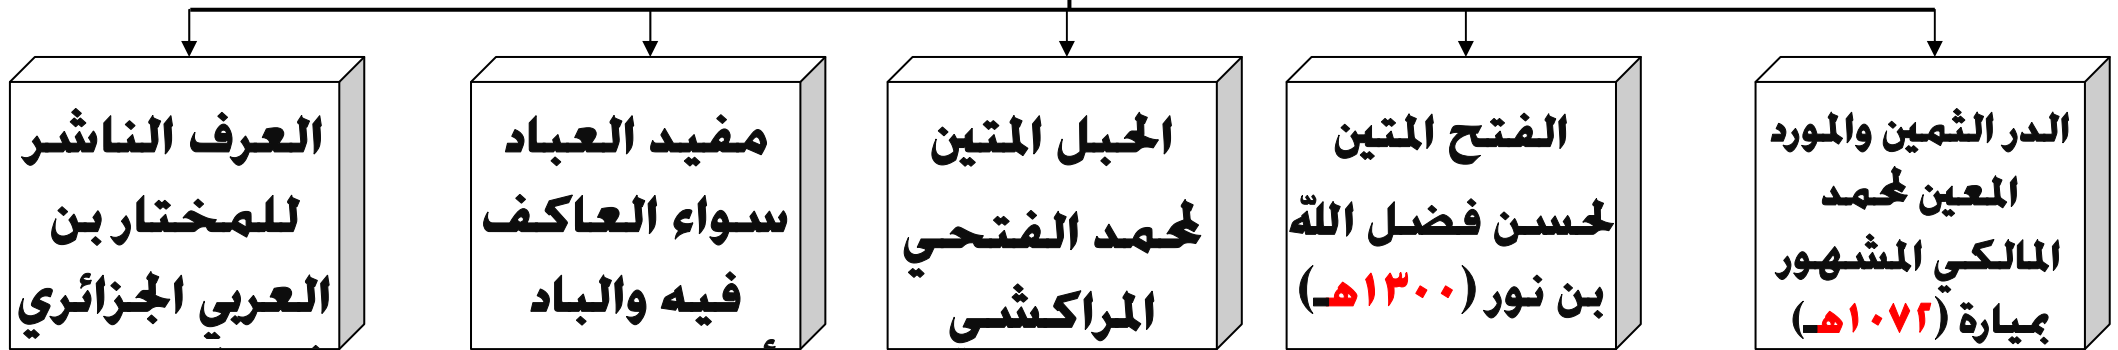 الدر الثمين والمورد
المعين لمحمد
المالكي المشهور
بميارة (١٠٧٢هـ)
الفتح المتين
لحسن فضل الله
بن نور (١٣٠٠هـ)
الحبل المتين
لمحمد الفتحي
المراكشي
مفيد العباد
سواء العاكف
فيه والباد
العرف الناشر
للمختار بن
العربي الجزائري